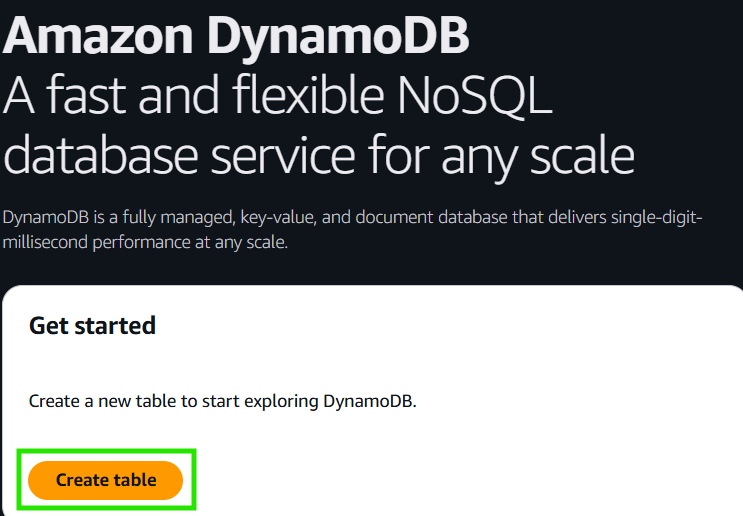 Amazon DynamoDB
A fast and flexible NoSQL
database service for any scale
DynamoDB is a fully managed, key-value, and document database that delivers single-digit-
millisecond performance at any scale.
Get started
Create a new table to start exploring DynamoDB.
Create table